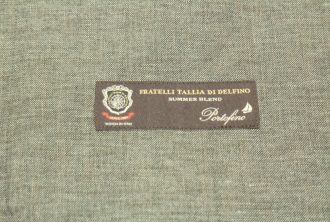 FRATELLI TALLIA DI DELFINO
SUMMER BLEND
Portofino